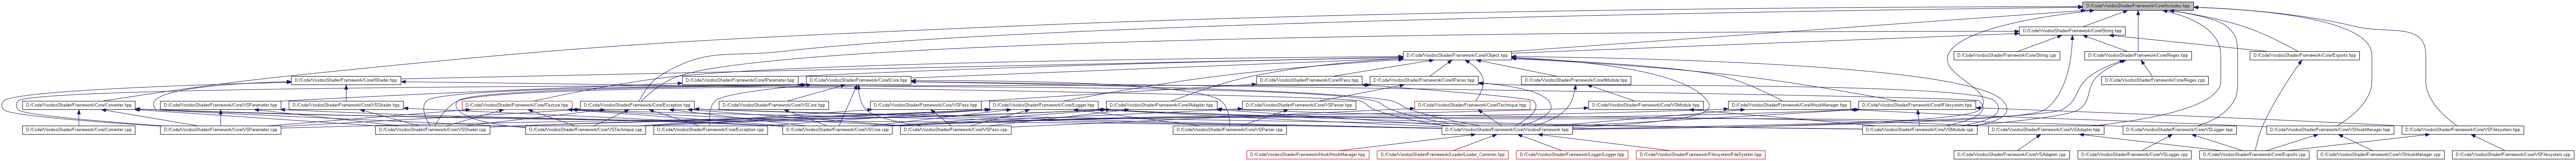 D:/Code/VoodooShader/Framework/Core/Includes.hpp
D:/Code/VoodooShader/Framework/Core/String.hpp
D:/Code/VoodooShader/Framework/Core/IObject.hpp
D:/Code/VoodooShader/Framework/Core/String.cpp
D:/Code/VoodooShader/Framework/Core/Regex.hpp
D:/Code/VoodooShader/Framework/Core/Exports.hpp
D:/Code/VoodooShader/Framework/Core/IShader.hpp
D:/Code/VoodooShader/Framework/Core/IParameter.hpp
D:/Code/VoodooShader/Framework/Core/ICore.hpp
D:/Code/VoodooShader/Framework/Core/IPass.hpp
D:/Code/VoodooShader/Framework/Core/IParser.hpp
D:/Code/VoodooShader/Framework/Core/IModule.hpp
D:/Code/VoodooShader/Framework/Core/Regex.cpp
D:/Code/VoodooShader/Framework/Core/Converter.hpp
D:/Code/VoodooShader/Framework/Core/VSParameter.hpp
D:/Code/VoodooShader/Framework/Core/VSShader.hpp
D:/Code/VoodooShader/Framework/Core/ITexture.hpp
D:/Code/VoodooShader/Framework/Core/Exception.hpp
D:/Code/VoodooShader/Framework/Core/VSCore.hpp
D:/Code/VoodooShader/Framework/Core/VSPass.hpp
D:/Code/VoodooShader/Framework/Core/ILogger.hpp
D:/Code/VoodooShader/Framework/Core/IAdapter.hpp
D:/Code/VoodooShader/Framework/Core/VSParser.hpp
D:/Code/VoodooShader/Framework/Core/ITechnique.hpp
D:/Code/VoodooShader/Framework/Core/VSModule.hpp
D:/Code/VoodooShader/Framework/Core/IHookManager.hpp
D:/Code/VoodooShader/Framework/Core/IFilesystem.hpp
D:/Code/VoodooShader/Framework/Core/Converter.cpp
D:/Code/VoodooShader/Framework/Core/VSParameter.cpp
D:/Code/VoodooShader/Framework/Core/VSShader.cpp
D:/Code/VoodooShader/Framework/Core/VSTechnique.cpp
D:/Code/VoodooShader/Framework/Core/Exception.cpp
D:/Code/VoodooShader/Framework/Core/VSCore.cpp
D:/Code/VoodooShader/Framework/Core/VSPass.cpp
D:/Code/VoodooShader/Framework/Core/VSParser.cpp
D:/Code/VoodooShader/Framework/Core/VoodooFramework.hpp
D:/Code/VoodooShader/Framework/Core/VSModule.cpp
D:/Code/VoodooShader/Framework/Core/VSAdapter.hpp
D:/Code/VoodooShader/Framework/Core/VSLogger.hpp
D:/Code/VoodooShader/Framework/Core/VSHookManager.hpp
D:/Code/VoodooShader/Framework/Core/VSFilesystem.hpp
D:/Code/VoodooShader/Framework/Hook/HookManager.hpp
D:/Code/VoodooShader/Framework/Loader/Loader_Common.hpp
D:/Code/VoodooShader/Framework/Logger/Logger.hpp
D:/Code/VoodooShader/Framework/Filesystem/FileSystem.hpp
D:/Code/VoodooShader/Framework/Core/VSAdapter.cpp
D:/Code/VoodooShader/Framework/Core/VSLogger.cpp
D:/Code/VoodooShader/Framework/Core/Exports.cpp
D:/Code/VoodooShader/Framework/Core/VSHookManager.cpp
D:/Code/VoodooShader/Framework/Core/VSFilesystem.cpp